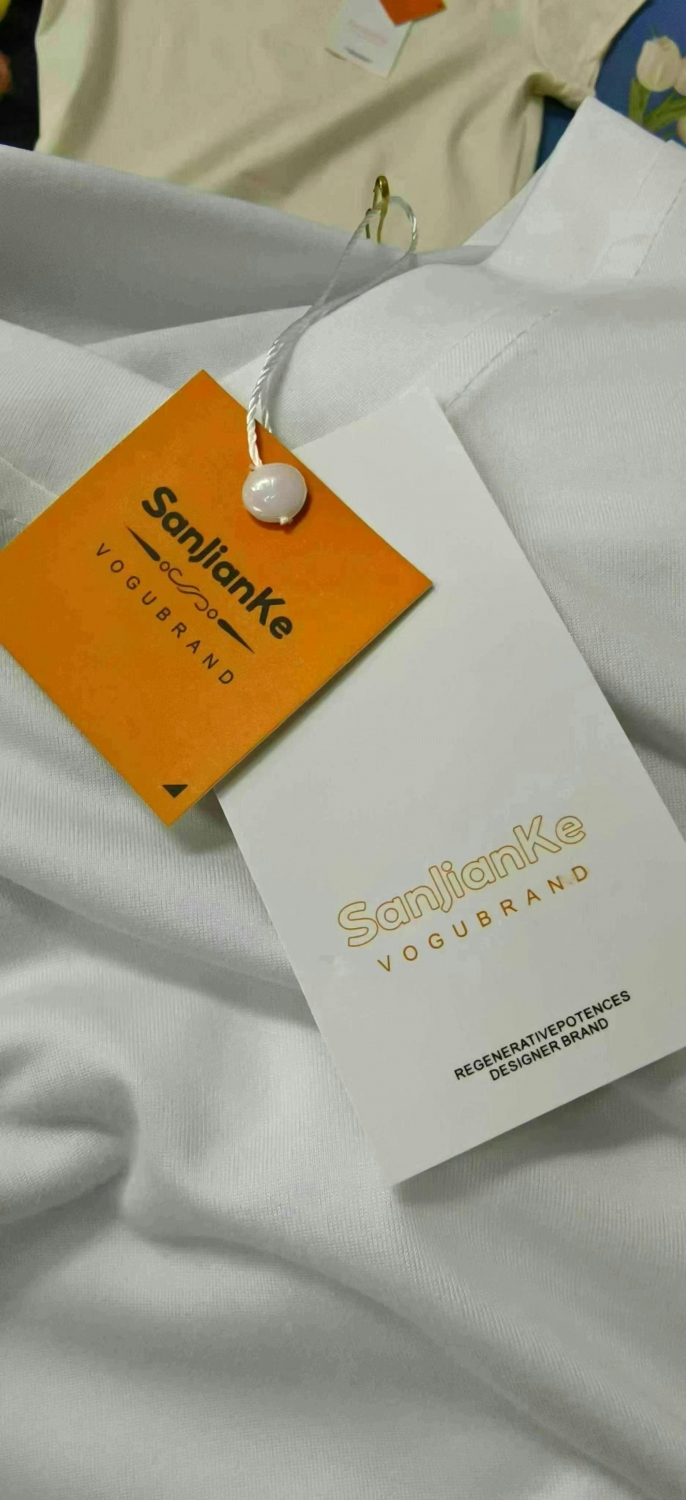 SanJianKe
VOGUBRAND
SanJianKe
VOGUBRAND
REGENERATIVEPOTENCES
DESIGNER BRAND